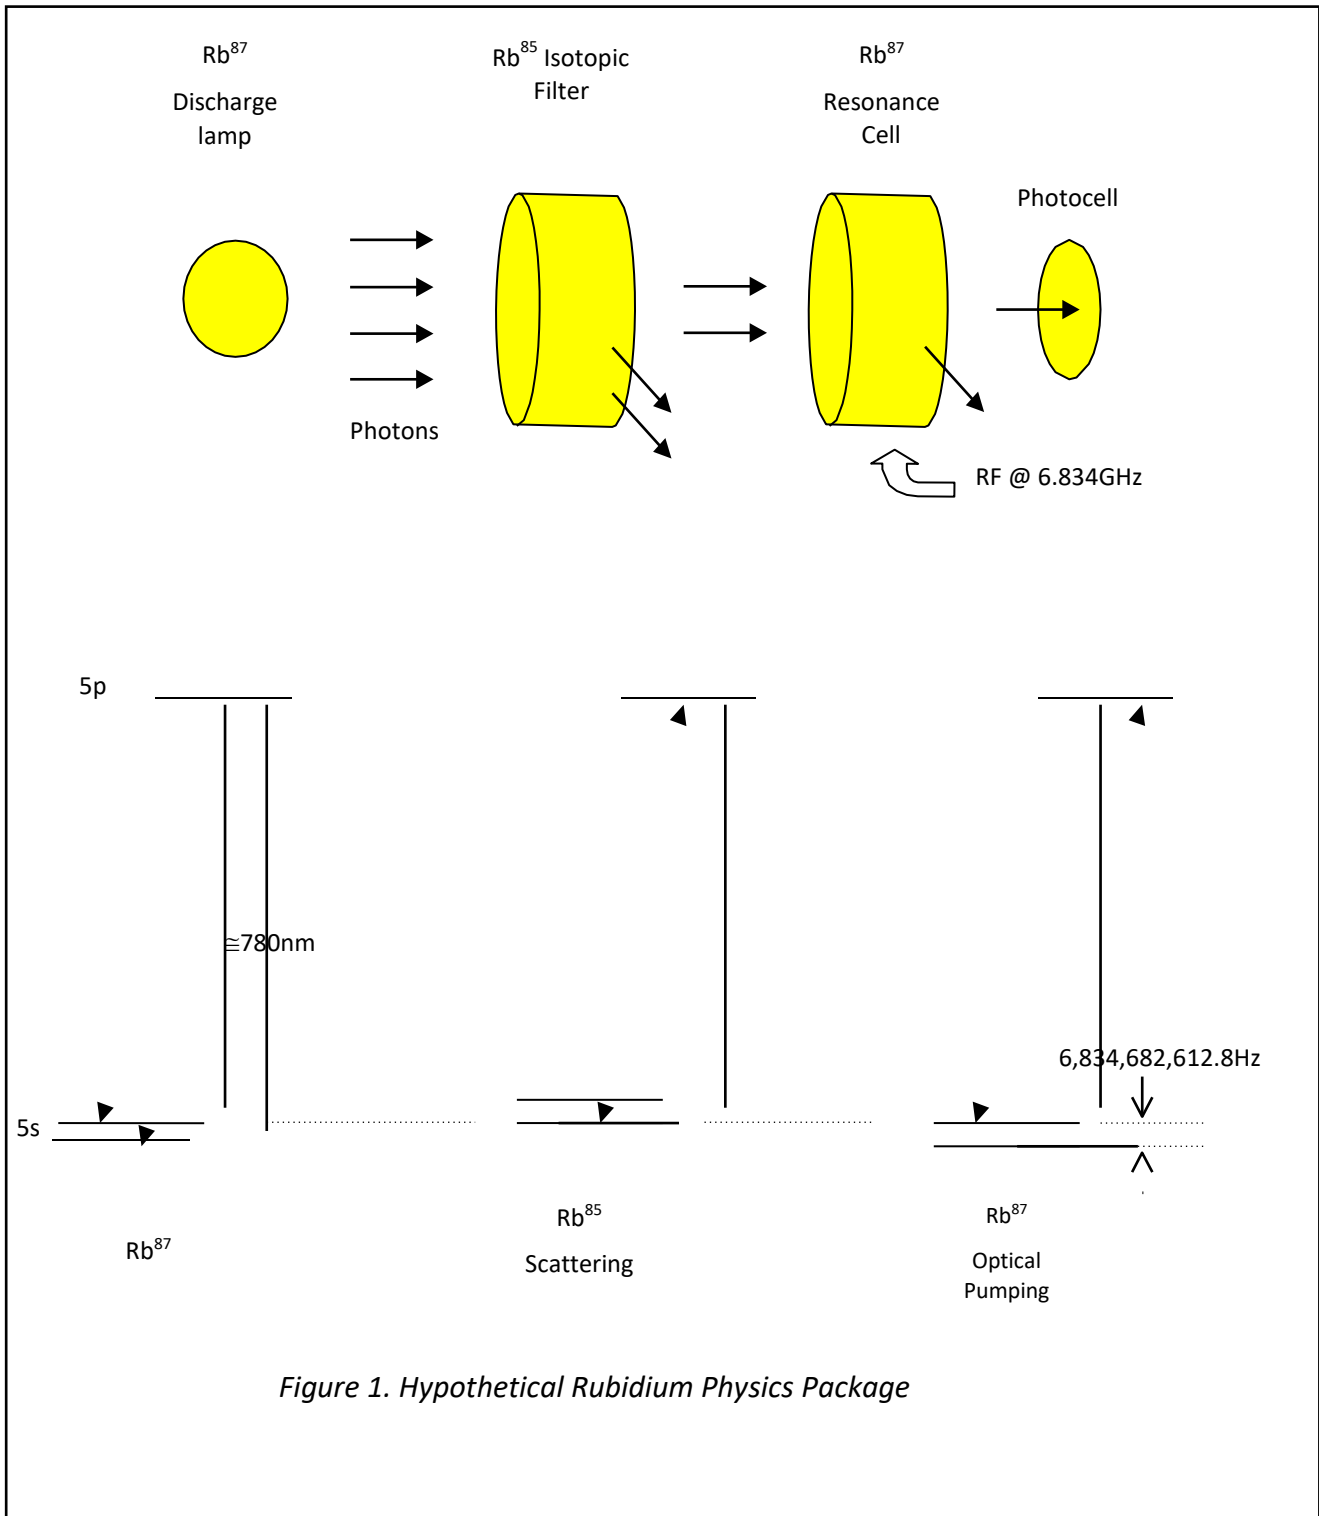 Rb87
Discharge
lamp
Rb85 Isotopic
Filter
Rb87
Resonance
Cell
Photocell
Photons
RF @ 6.834GHz
5p
≅780nm
6,834,682,612.8Hz
5s
Rb87
Rb85
Scattering
Rb87
Optical
Pumping
Figure 1. Hypothetical Rubidium Physics Package